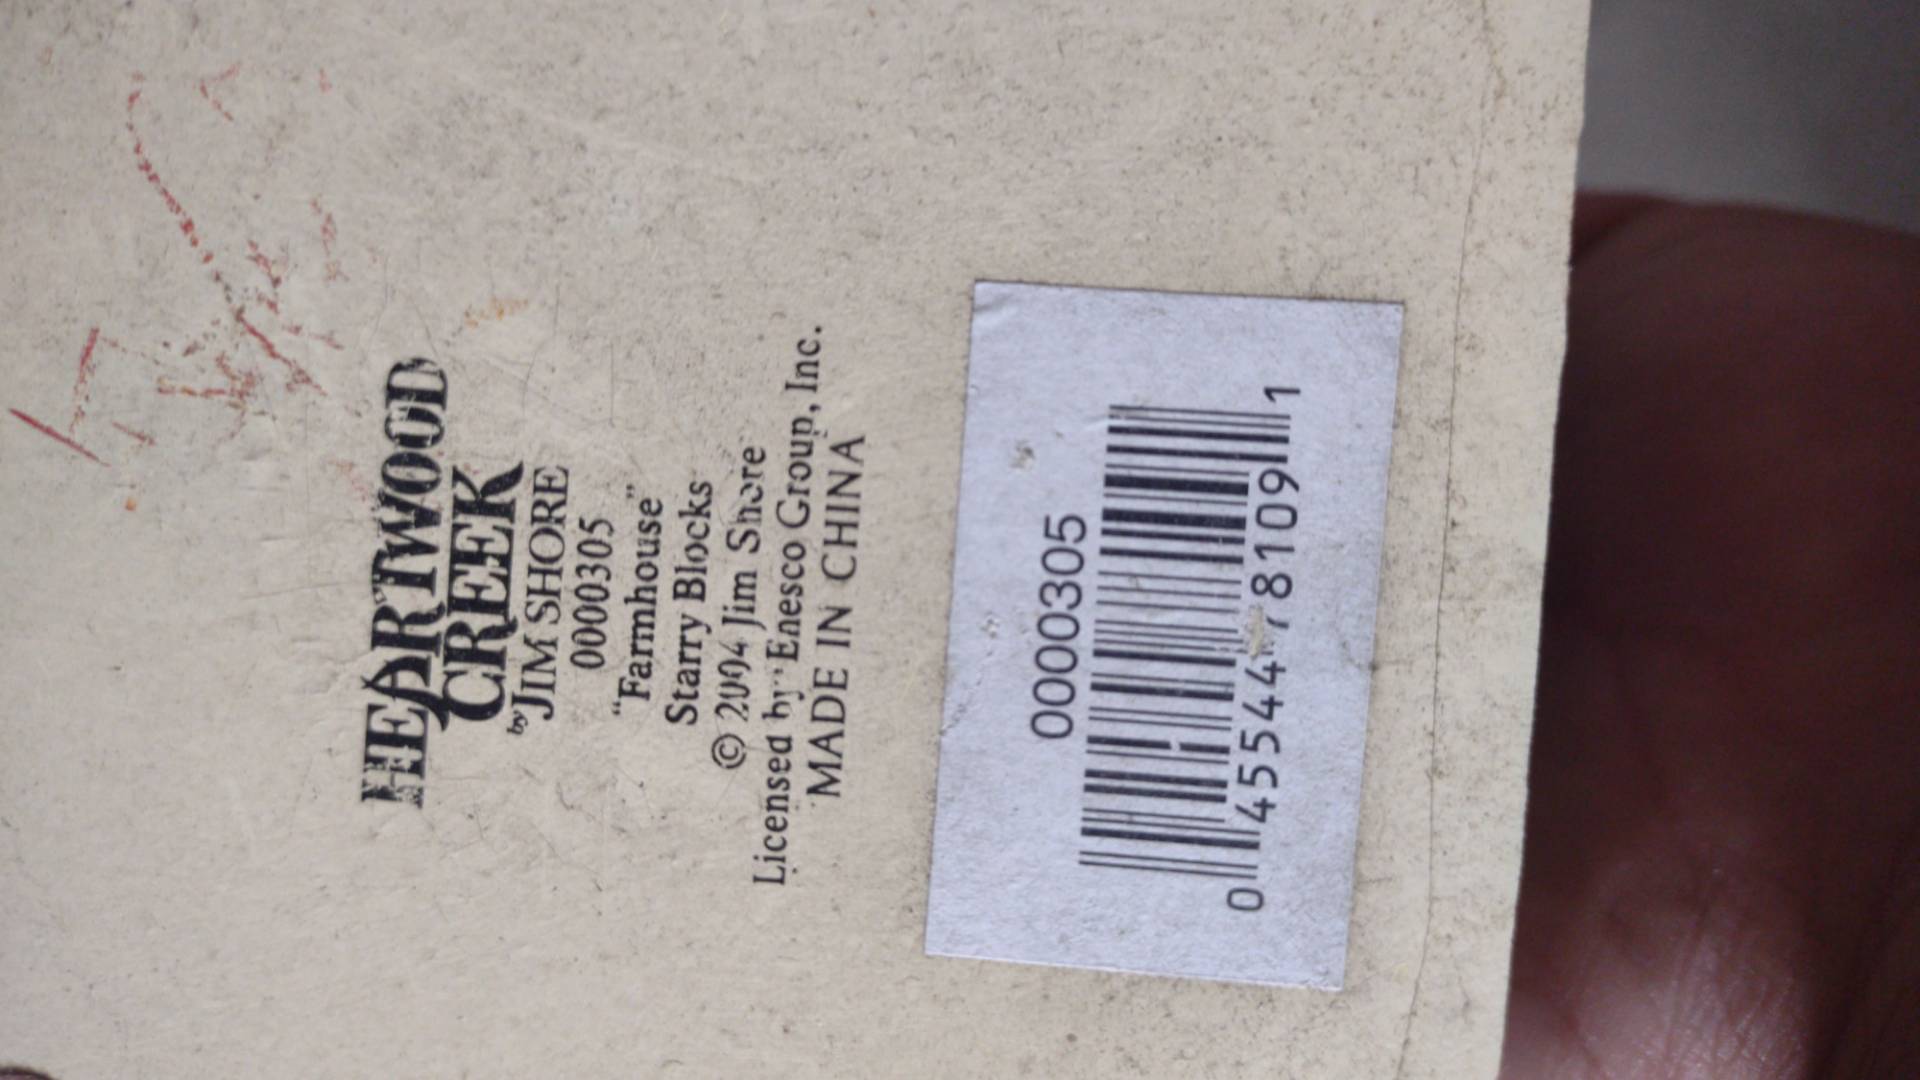 HEARTWOOD
CREEK
by JIM SHORE
0000305
"Farmhouse"
Starry Blocks
© 2004 Jim Shore
Licensed by Enesco Group, Inc.
MADE IN CHINA
0000305
0 45544 78109 1